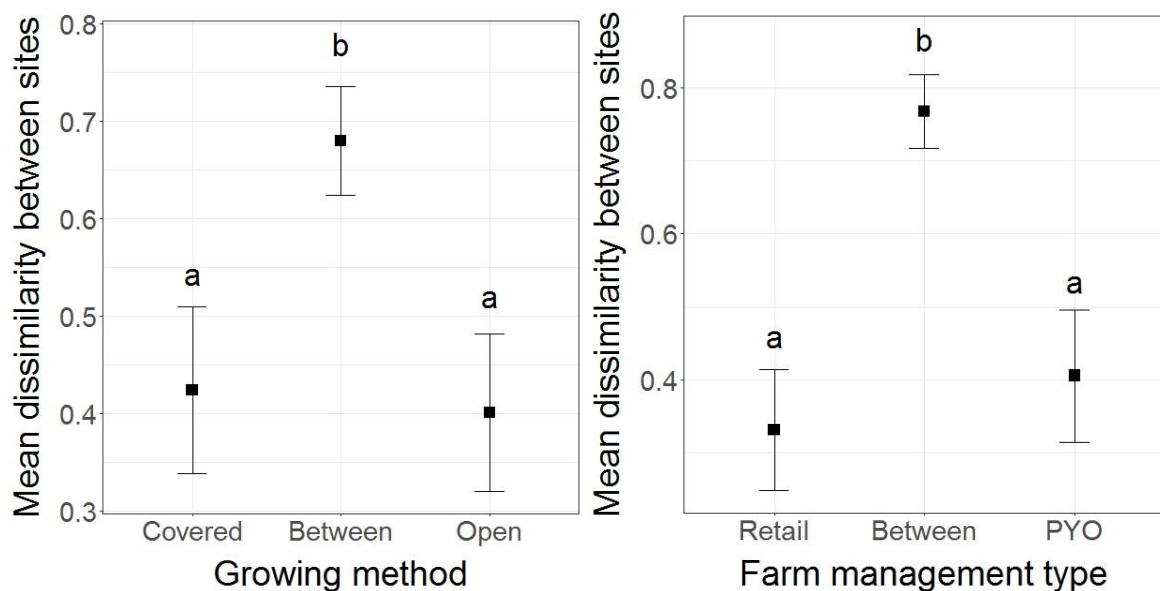 Mean dissimilarity between sites
0.8
0.7
0.6
0.5
0.4
0.3
a
b
a
Covered Between Open
Growing method
Mean dissimilarity between sites
0.8
0.6
0.4
a
b
a
Retail Between PYO
Farm management type